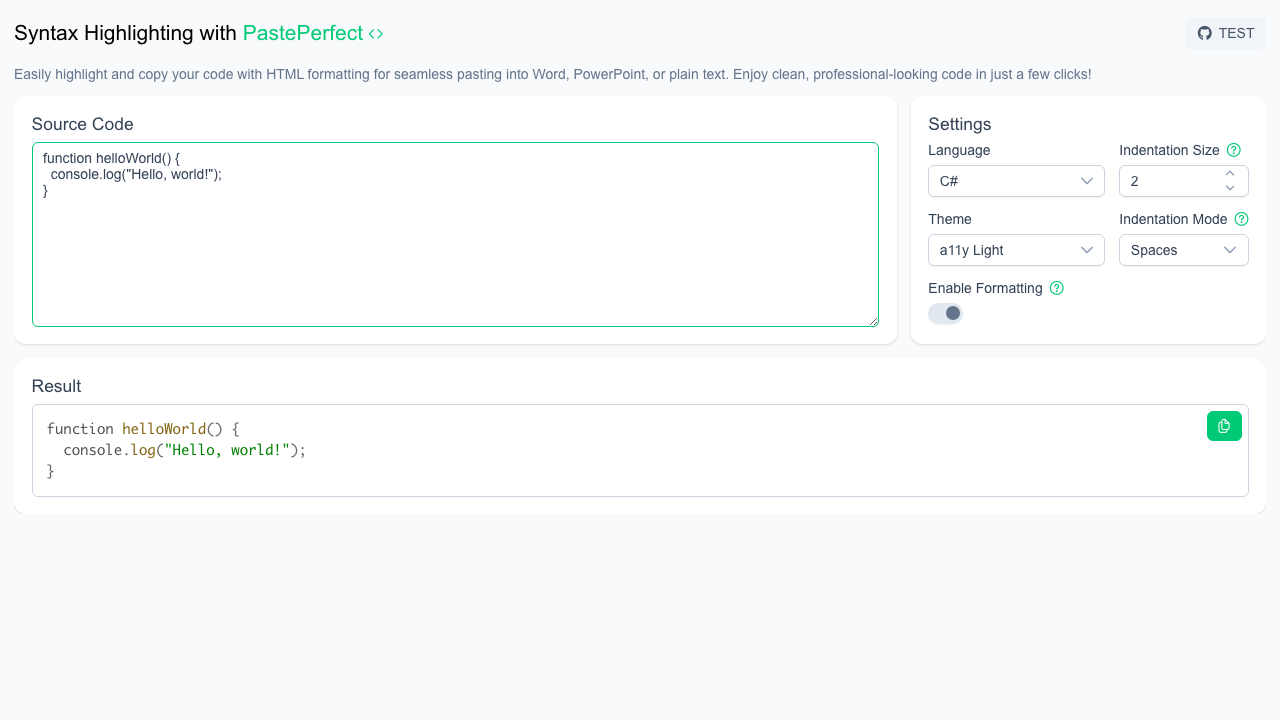 Syntax Highlighting with PastePerfect <>
TEST
Easily highlight and copy your code with HTML formatting for seamless pasting into Word, PowerPoint, or plain text. Enjoy clean, professional-looking code in just a few clicks!
Source Code
function helloWorld() {
  console.log("Hello, world!");
}
Settings
Language
Indentation Size
C#
2
Theme
Indentation Mode
a11y Light
Spaces
Enable Formatting
Result
function helloWorld() {
  console.log("Hello, world!");
}